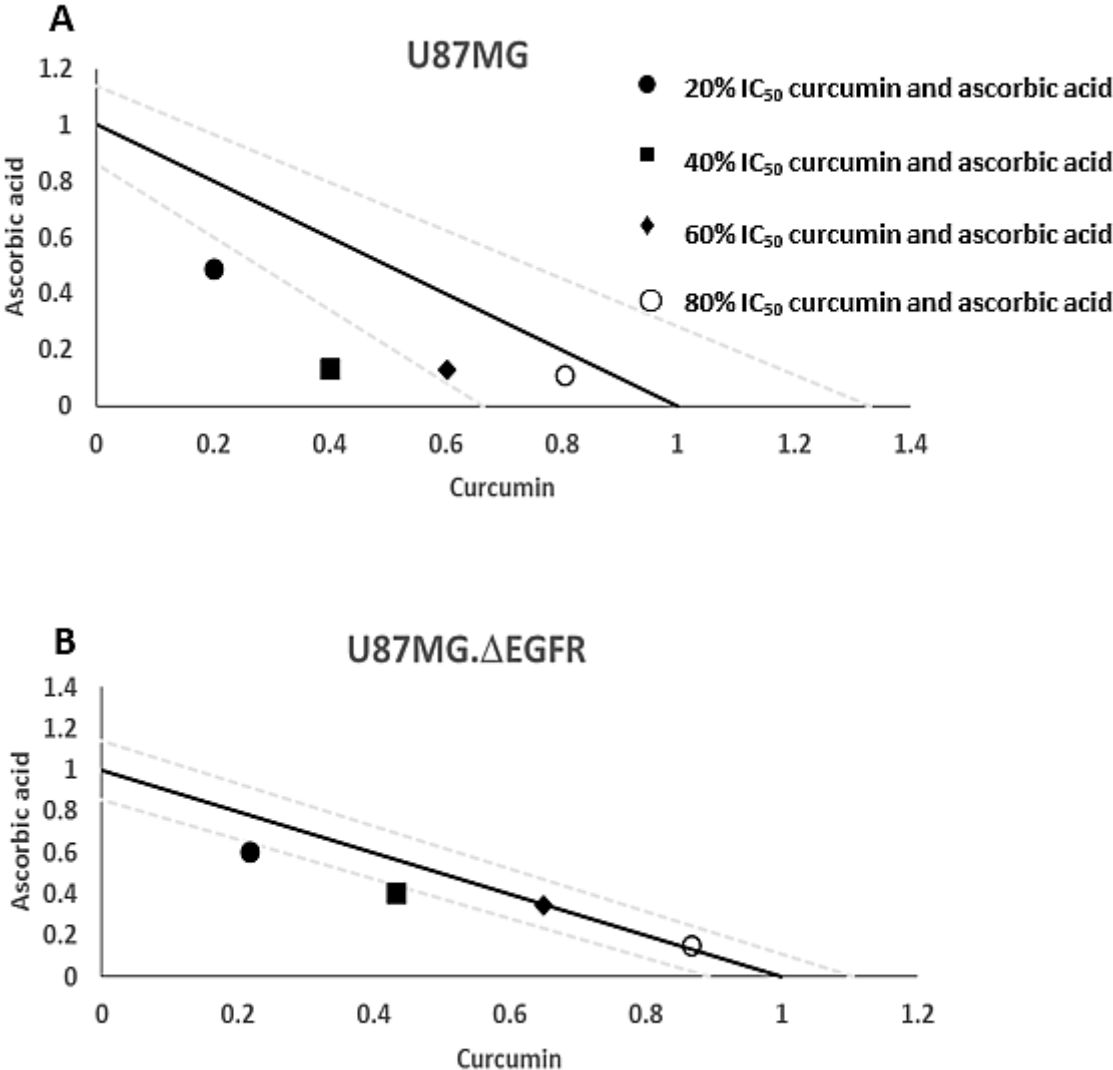 A
U87MG
1.2
1
0.8
0.6
0.4
0.2
0
Ascorbic acid
0 0.2 0.4 0.6 0.8 1 1.2 1.4
Curcumin
20% IC₅₀ curcumin and ascorbic acid
40% IC₅₀ curcumin and ascorbic acid
60% IC₅₀ curcumin and ascorbic acid
80% IC₅₀ curcumin and ascorbic acid
B
U87MG.ΔEGFR
1.4
1.2
1
0.8
0.6
0.4
0.2
0
Ascorbic acid
0 0.2 0.4 0.6 0.8 1 1.2
Curcumin